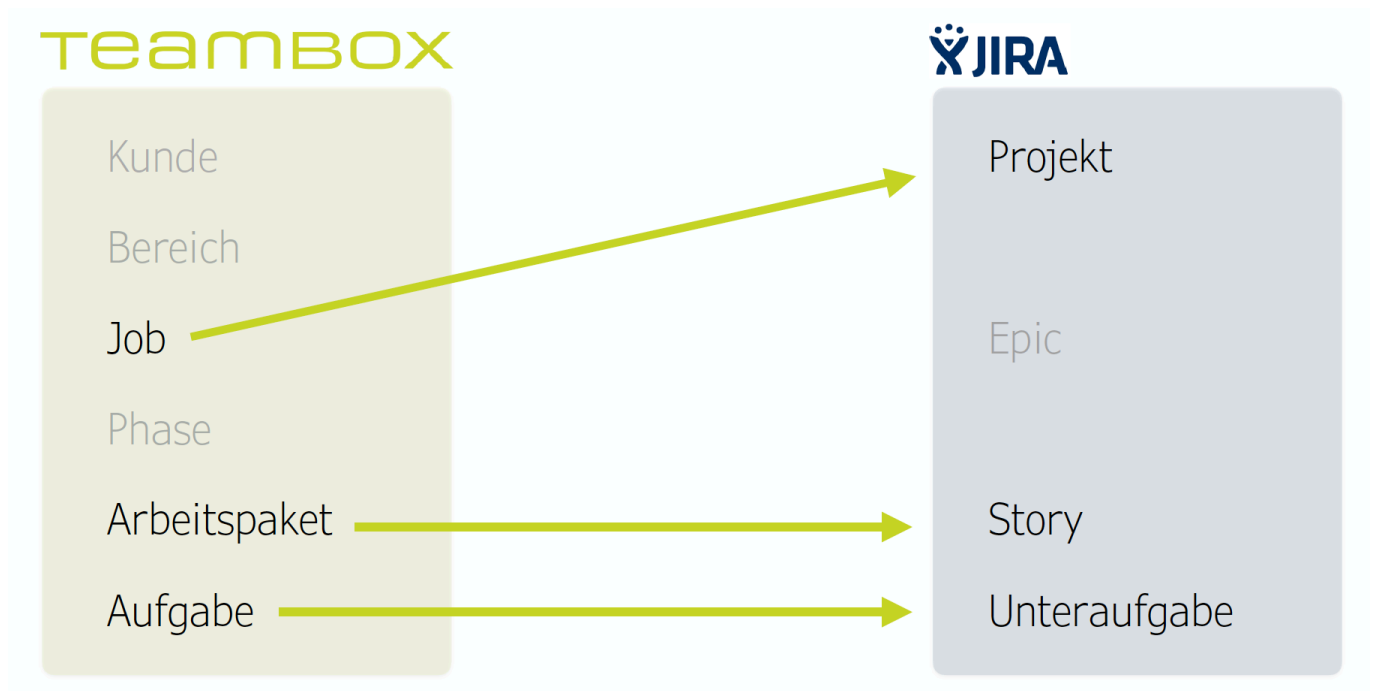 TEAMBOX
Kunde
Bereich
Job
Phase
Arbeitspaket
Aufgabe
JIRA
Projekt
Epic
Story
Unteraufgabe